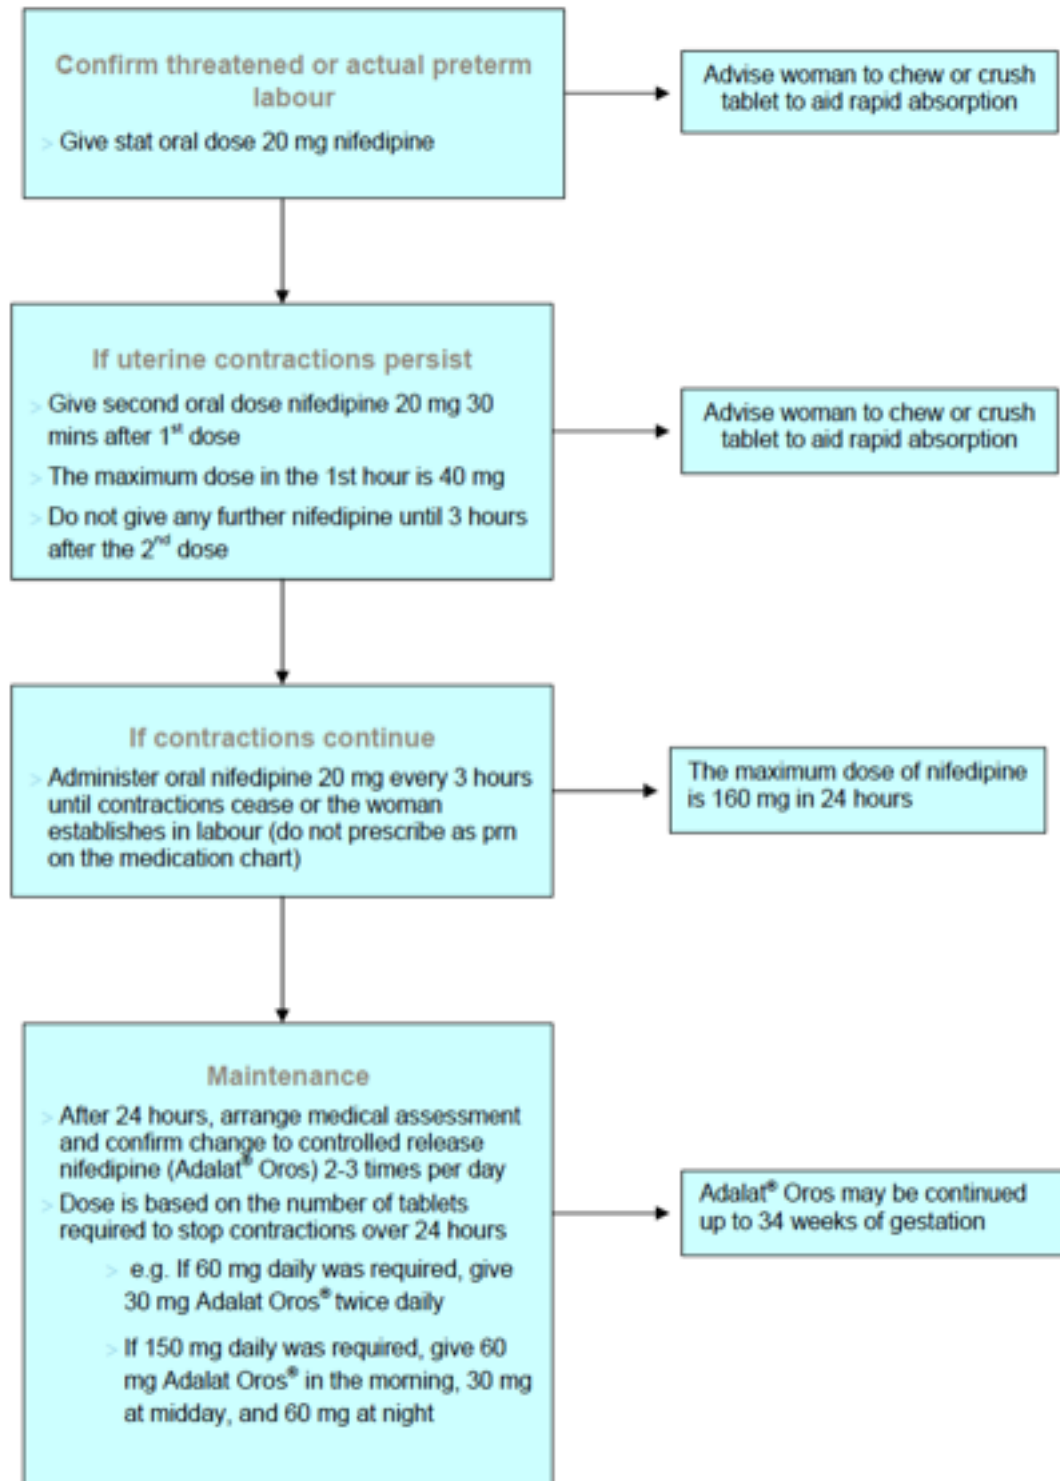 Confirm threatened or actual preterm
labour
> Give stat oral dose 20 mg nifedipine
Advise woman to chew or crush
tablet to aid rapid absorption
If uterine contractions persist
> Give second oral dose nifedipine 20 mg 30
mins after 1st dose
> The maximum dose in the 1st hour is 40 mg
> Do not give any further nifedipine until 3 hours
after the 2nd dose
Advise woman to chew or crush
tablet to aid rapid absorption
If contractions continue
> Administer oral nifedipine 20 mg every 3 hours
until contractions cease or the woman
establishes in labour (do not prescribe as prn
on the medication chart)
The maximum dose of nifedipine
is 160 mg in 24 hours
Maintenance
> After 24 hours, arrange medical assessment
and confirm change to controlled release
nifedipine (Adalat® Oros) 2-3 times per day
> Dose is based on the number of tablets
required to stop contractions over 24 hours
> e.g. If 60 mg daily was required, give
30 mg Adalat Oros® twice daily
> If 150 mg daily was required, give 60
mg Adalat Oros® in the morning, 30 mg
at midday, and 60 mg at night
Adalat® Oros may be continued
up to 34 weeks of gestation